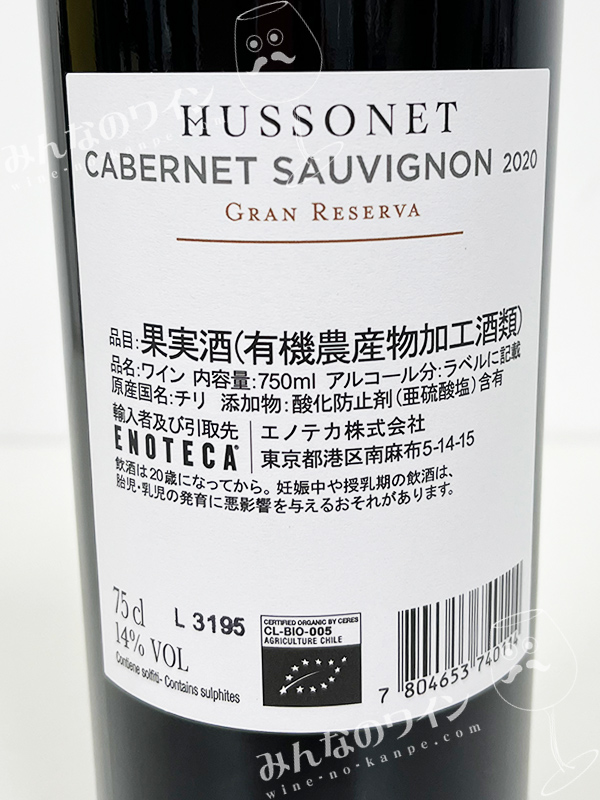 HUSSONET
CABERNET SAUVIGNON 2020
GRAN RESERVA
品目:果実酒(有機農産物加工酒類)
品名:ワイン 内容量:750ml アルコール分:ラベルに記載
原産国名:チリ 添加物:酸化防止剤(亜硫酸塩)含有
輸入者及び引取先
ENOTECA®
エノテカ株式会社
東京都港区南麻布5-14-15
飲酒は20歳になってから。妊娠中や授乳期の飲酒は、
胎児・乳児の発育に悪影響を与えるおそれがあります。
75 cl
14% VOL
L 3195
Contiene solfiti- Contains sulphites
CERTIFIED ORGANIC BY CERES
CL-BIO-005
AGRICULTURE CHILE
7 804653 7401
みんなのワイン
wine-no-kanpe.com
みんなのワイン
wine-no-kanpe.com